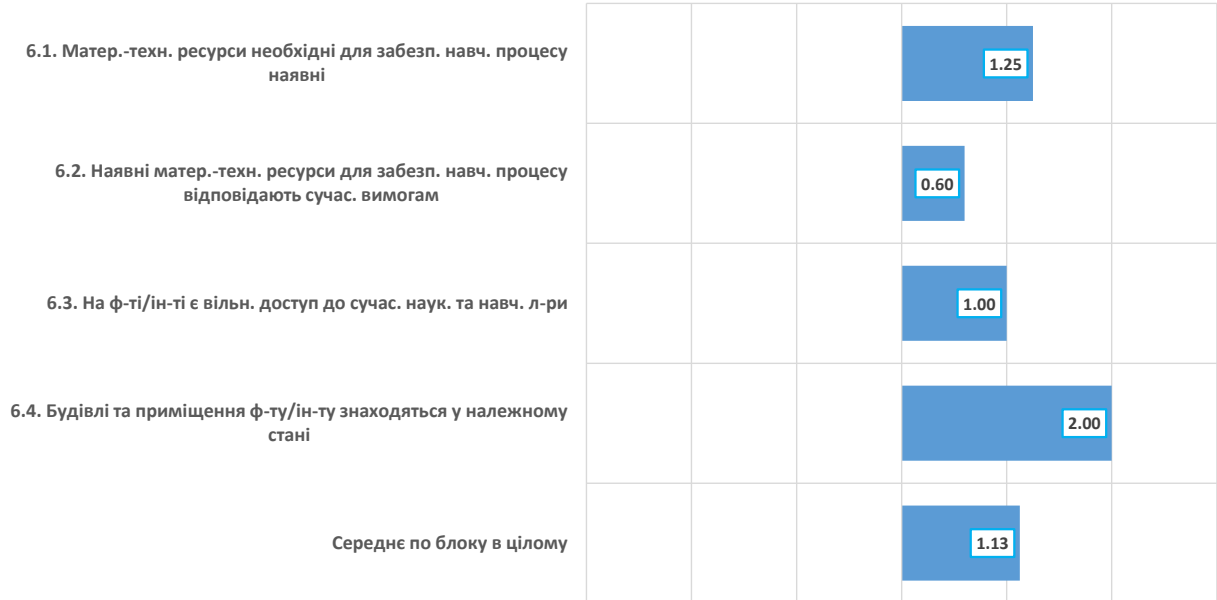 6.1. Матер.-техн. ресурси необхідні для забезп. навч. процесу
наявні
1.25
6.2. Наявні матер.-техн. ресурси для забезп. навч. процесу
відповідають сучас. вимогам
0.60
6.3. На ф-ті/ін-ті є вільн. доступ до сучас. наук. та навч. л-ри
1.00
6.4. Будівлі та приміщення ф-ту/ін-ту знаходяться у належному
стані
2.00
Середнє по блоку в цілому
1.13